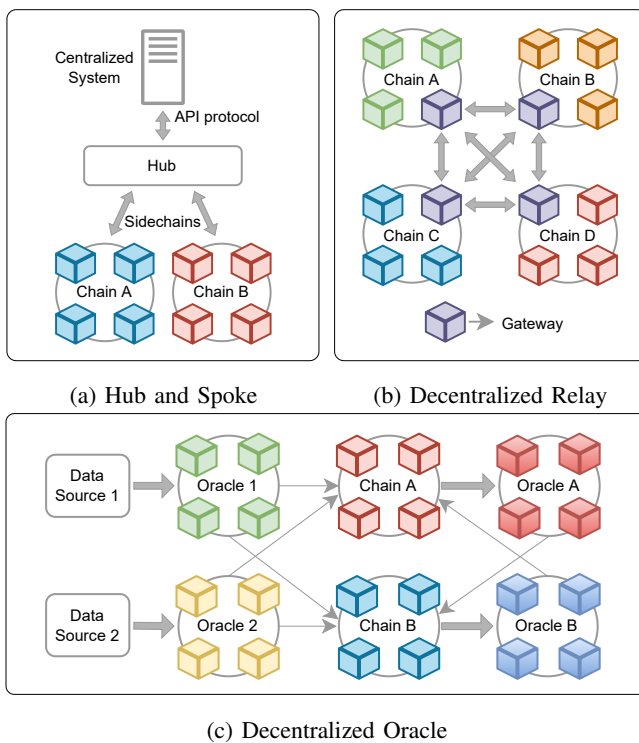 Centralized
System
API protocol
Hub
Sidechains
Chain A
Chain B
(a) Hub and Spoke
Chain A
Chain B
Chain C
Chain D
Gateway
(b) Decentralized Relay
Data
Source 1
Oracle 1
Chain A
Oracle A
Data
Source 2
Oracle 2
Chain B
Oracle B
(c) Decentralized Oracle